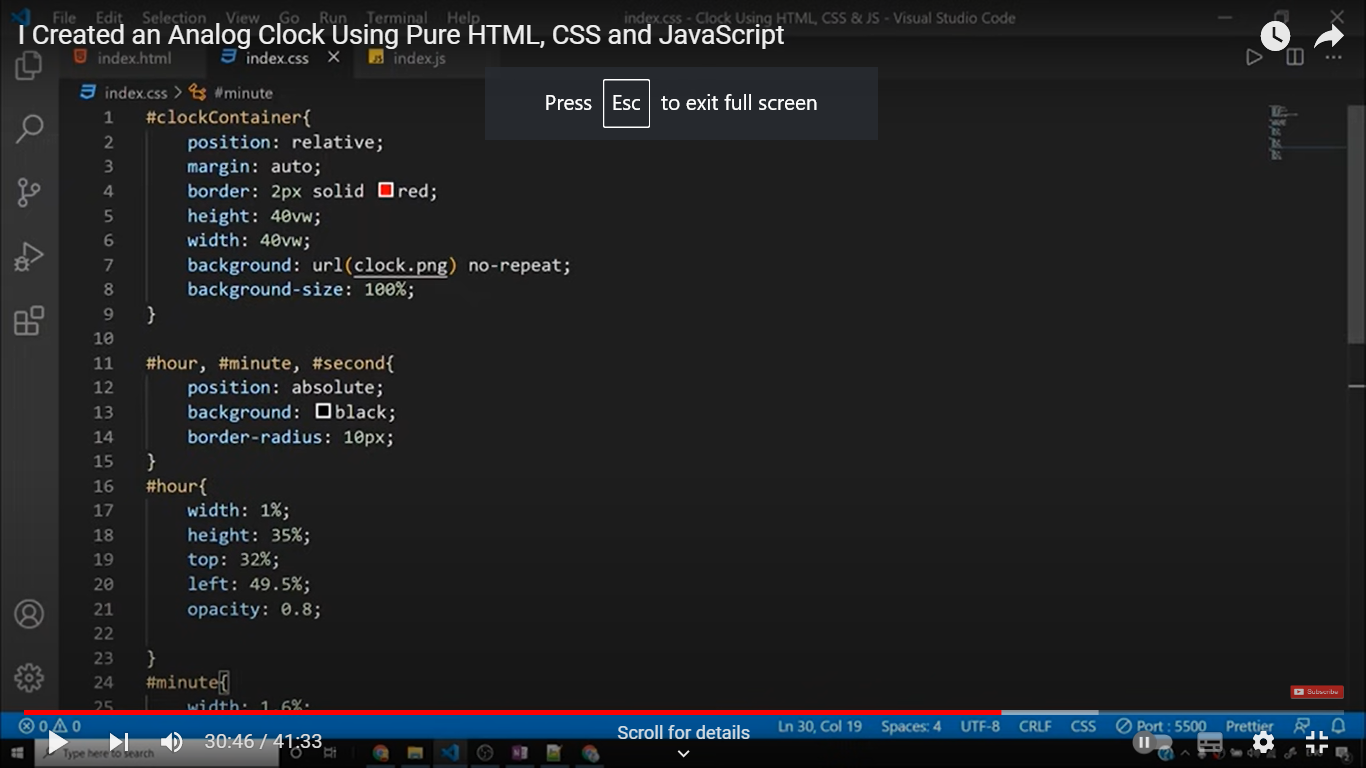 File Edit Selection View Go Run Terminal Help index.css - Clock Using HTML, CSS & JS - Visual Studio Code
I Created an Analog Clock Using Pure HTML, CSS and JavaScript
index.html index.css index.js
Press Esc to exit full screen
index.css > #minute
1 #clockContainer{
2 position: relative;
3 margin: auto;
4 border: 2px solid red;
5 height: 40vw;
6 width: 40vw;
7 background: url(clock.png) no-repeat;
8 background-size: 100%;
9 }
10
11 #hour, #minute, #second{
12 position: absolute;
13 background: black;
14 border-radius: 10px;
15 }
16 #hour{
17 width: 1%;
18 height: 35%;
19 top: 32%;
20 left: 49.5%;
21 opacity: 0.8;
22
23 }
24 #minute{
25 width: 1.6%;
Subscribe
0 0 Ln 30, Col 19 Spaces: 4 UTF-8 CRLF CSS Port : 5500 Prettier
Scroll for details
30:46 / 41:33
Type here to search